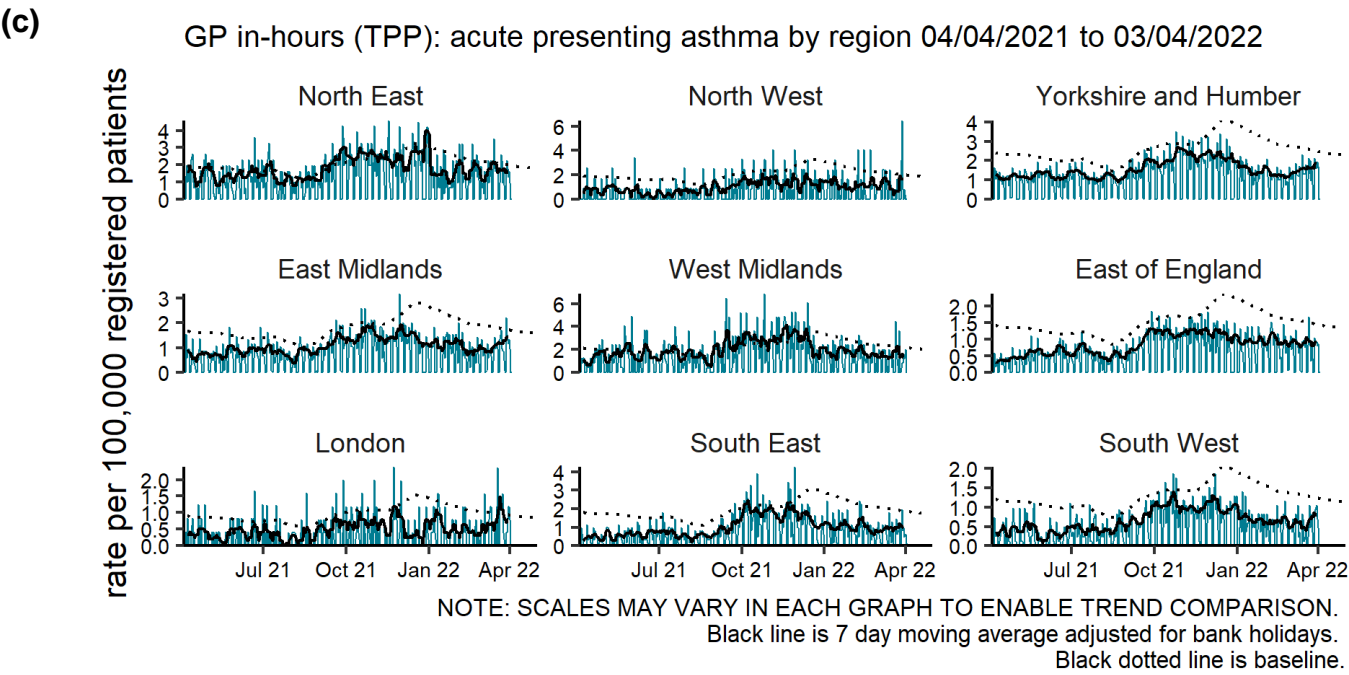 (c)
GP in-hours (TPP): acute presenting asthma by region 04/04/2021 to 03/04/2022
rate per 100,000 registered patients
North East
4
3
2
1
0
North West
6
4
2
0
Yorkshire and Humber
4
3
2
1
0
East Midlands
3
2
1
0
West Midlands
6
4
2
0
East of England
2.0
1.5
1.0
0.5
0.0
London
2.0
1.5
1.0
0.5
0.0
Jul 21 Oct 21 Jan 22 Apr 22
South East
4
3
2
1
0
Jul 21 Oct 21 Jan 22 Apr 22
South West
2.0
1.5
1.0
0.5
0.0
Jul 21 Oct 21 Jan 22 Apr 22
NOTE: SCALES MAY VARY IN EACH GRAPH TO ENABLE TREND COMPARISON.
Black line is 7 day moving average adjusted for bank holidays.
Black dotted line is baseline.